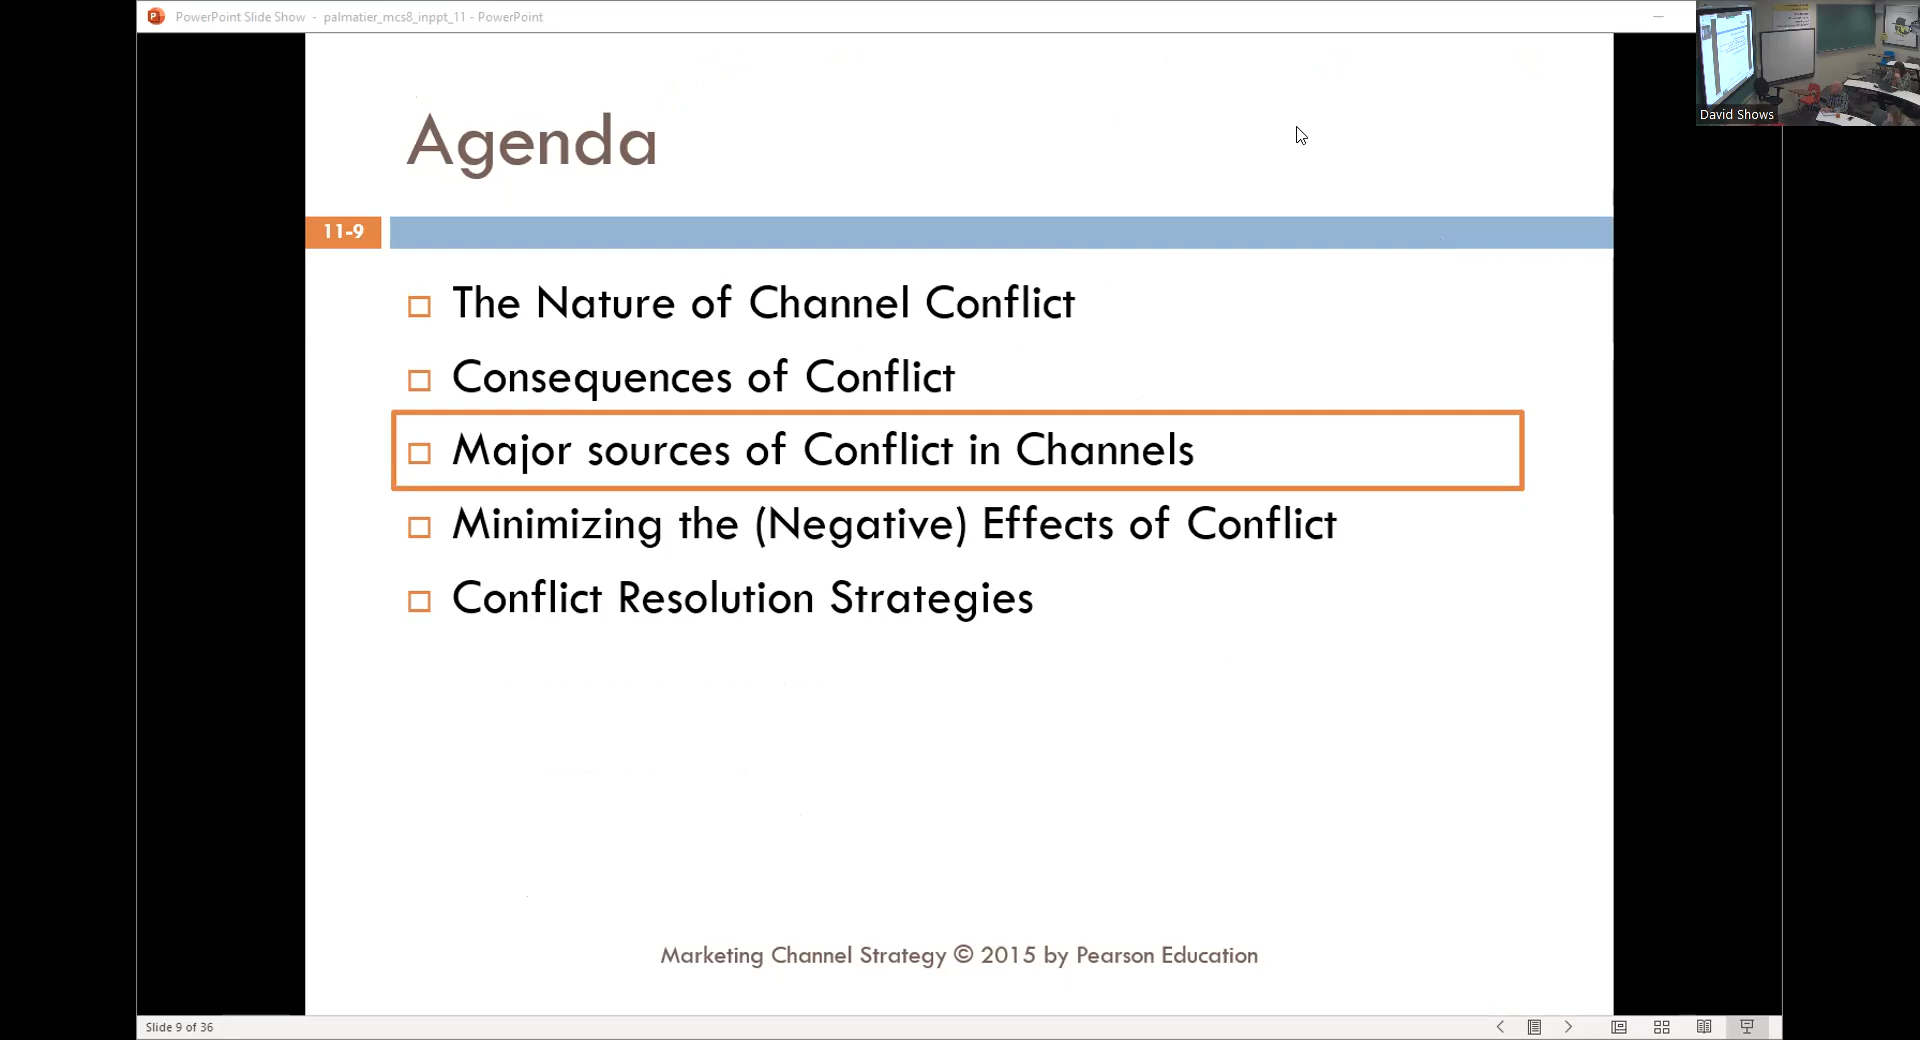 PowerPoint Slide Show - palmatier_mcs8_inppt_11 - PowerPoint
David Shows
Agenda
11-9
The Nature of Channel Conflict
Consequences of Conflict
Major sources of Conflict in Channels
Minimizing the (Negative) Effects of Conflict
Conflict Resolution Strategies
Marketing Channel Strategy © 2015 by Pearson Education
Slide 9 of 36